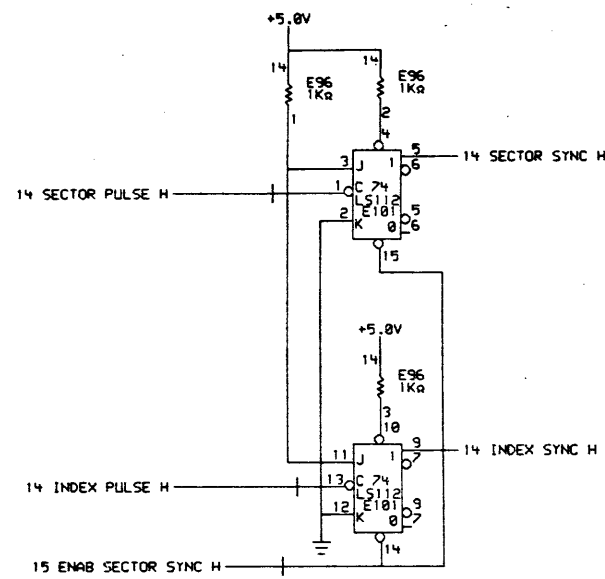 +5.0V
14
E96
1KΩ
1
14
E96
1KΩ
2
4
3
J
1
5
6
14 SECTOR SYNC H
14 SECTOR PULSE H
1
C 74
LS112
E101
2
K
0
5
6
15
+5.0V
14
E96
1KΩ
3
10
11
J
1
9
7
14 INDEX SYNC H
14 INDEX PULSE H
13
C 74
LS112
E101
12
K
0
9
7
14
15 ENAB SECTOR SYNC H